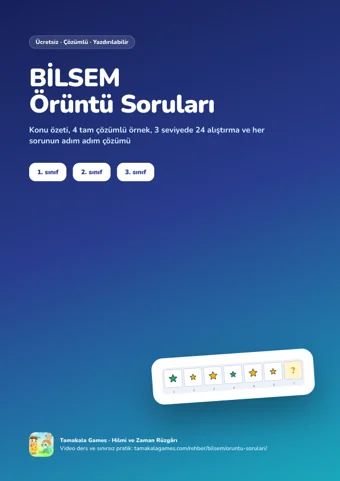 Ücretsiz · Çözümlü · Yazdırılabilir
BİLSEM
Örüntü Soruları
Konu özeti, 4 tam çözümlü örnek, 3 seviyede 24 alıştırma ve her
sorunun adım adım çözümü
1. sınıf 2. sınıf 3. sınıf
?
Tamakala Games · Hilmi ve Zaman Rüzgârı
Video ders ve sınırsız pratik: tamakalagames.com/rehber/bilsem/oruntu-sorulari/